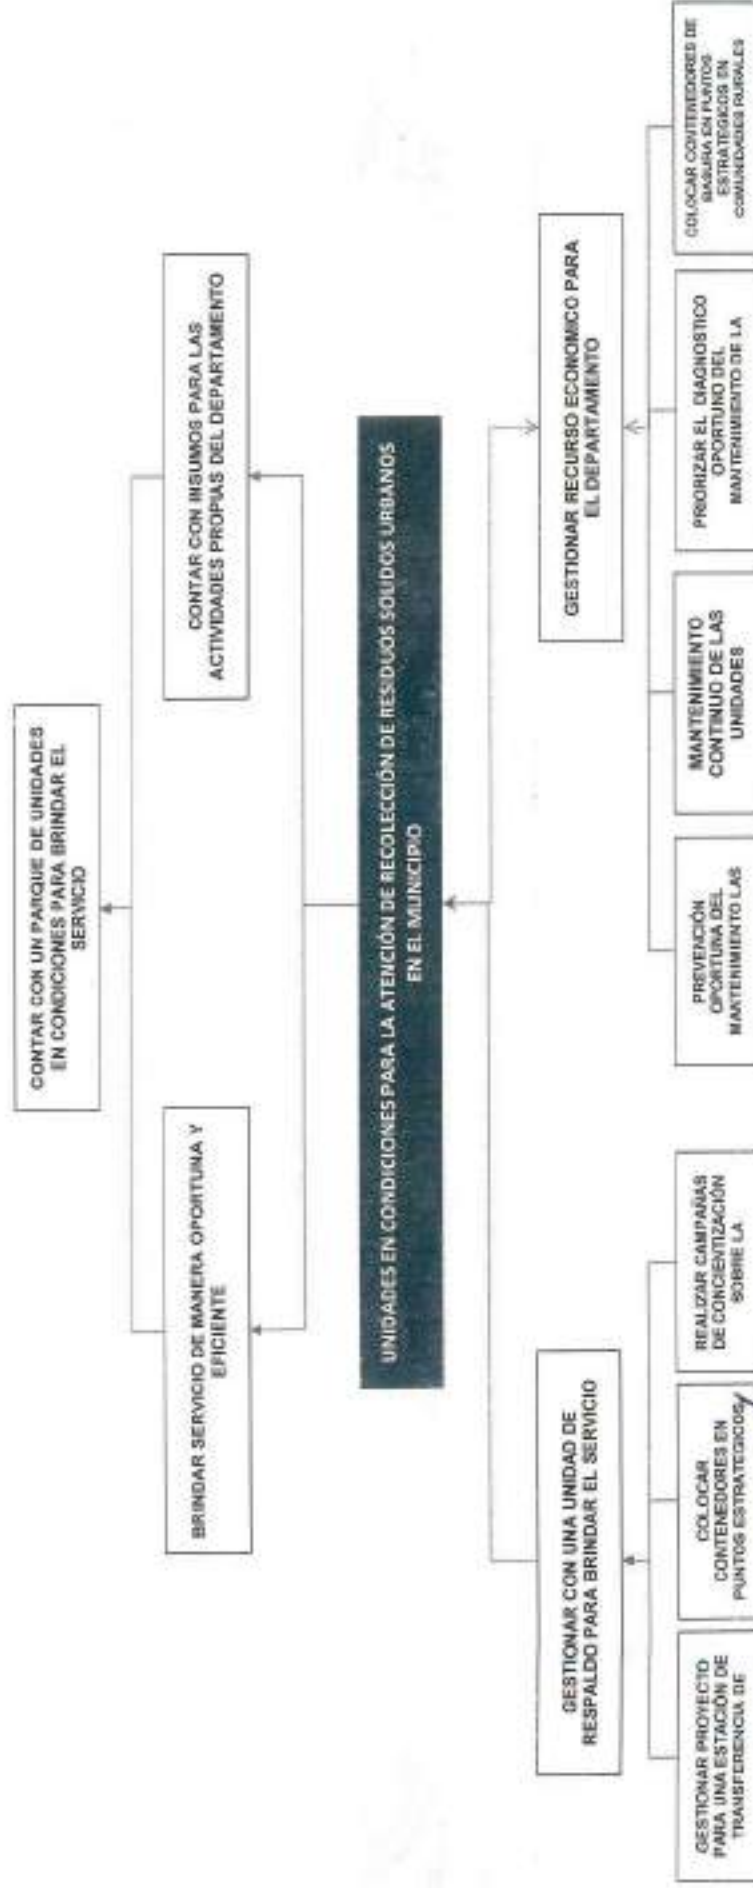 CONTAR CON UN PARQUE DE UNIDADES
EN CONDICIONES PARA BRINDAR EL
SERVICIO
BRINDAR SERVICIO DE MANERA OPORTUNA Y
EFICIENTE
CONTAR CON INSUMOS PARA LAS
ACTIVIDADES PROPIAS DEL DEPARTAMENTO
UNIDADES EN CONDICIONES PARA LA ATENCIÓN DE RECOLECCIÓN DE RESIDUOS SOLIDOS URBANOS
EN EL MUNICIPIO
GESTIONAR CON UNA UNIDAD DE
RESPALDO PARA BRINDAR EL SERVICIO
GESTIONAR RECURSO ECONOMICO PARA
EL DEPARTAMENTO
GESTIONAR PROYECTO
PARA UNA ESTACIÓN DE
TRANSFERENCIA DE
COLOCAR
CONTENEDORES EN
PUNTOS ESTRATEGICOS
REALIZAR CAMPAÑAS
DE CONCIENTIZACIÓN
SOBRE LA
PREVENCIÓN
OPORTUNA DEL
MANTENIMIENTO LAS
MANTENIMIENTO
CONTINUO DE LAS
UNIDADES
PRIORIZAR EL DIAGNOSTICO
OPORTUNO DEL
MANTENIMIENTO DE LA
COLOCAR CONTENEDORES DE
BASURA EN PUNTOS
ESTRATEGICOS EN
COMUNIDADES RURALES